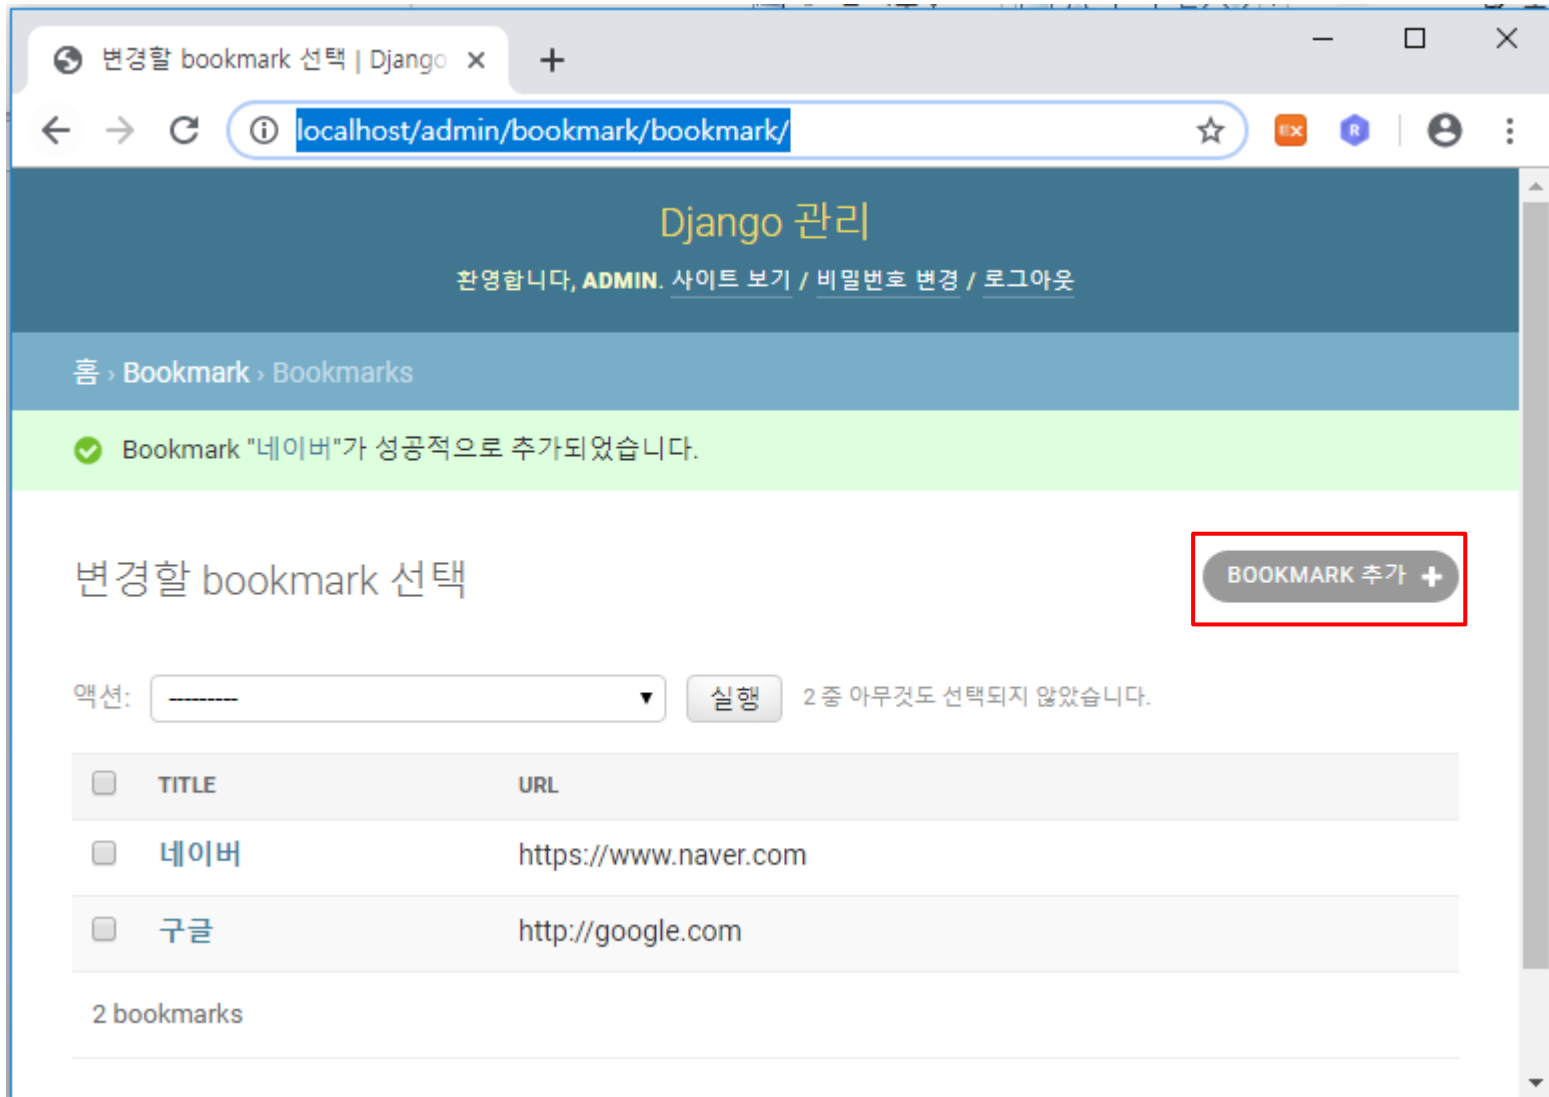 변경할 bookmark 선택 | Django
localhost/admin/bookmark/bookmark/
EX
R
Django 관리
환영합니다, ADMIN. 사이트 보기 / 비밀번호 변경 / 로그아웃
홈 › Bookmark › Bookmarks
Bookmark "네이버"가 성공적으로 추가되었습니다.
변경할 bookmark 선택
BOOKMARK 추가 +
액션: --------- 실행 2 중 아무것도 선택되지 않았습니다.
TITLE URL
네이버 https://www.naver.com
구글 http://google.com
2 bookmarks